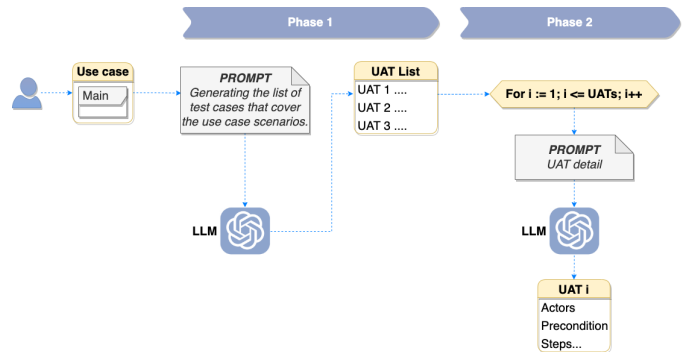 Phase 1
Phase 2
Use case
Main
PROMPT
Generating the list of
test cases that cover
the use case scenarios.
UAT List
UAT 1 ....
UAT 2 ....
UAT 3 ....
For i := 1; i <= UATs; i++
PROMPT
UAT detail
LLM
LLM
UAT i
Actors
Precondition
Steps...